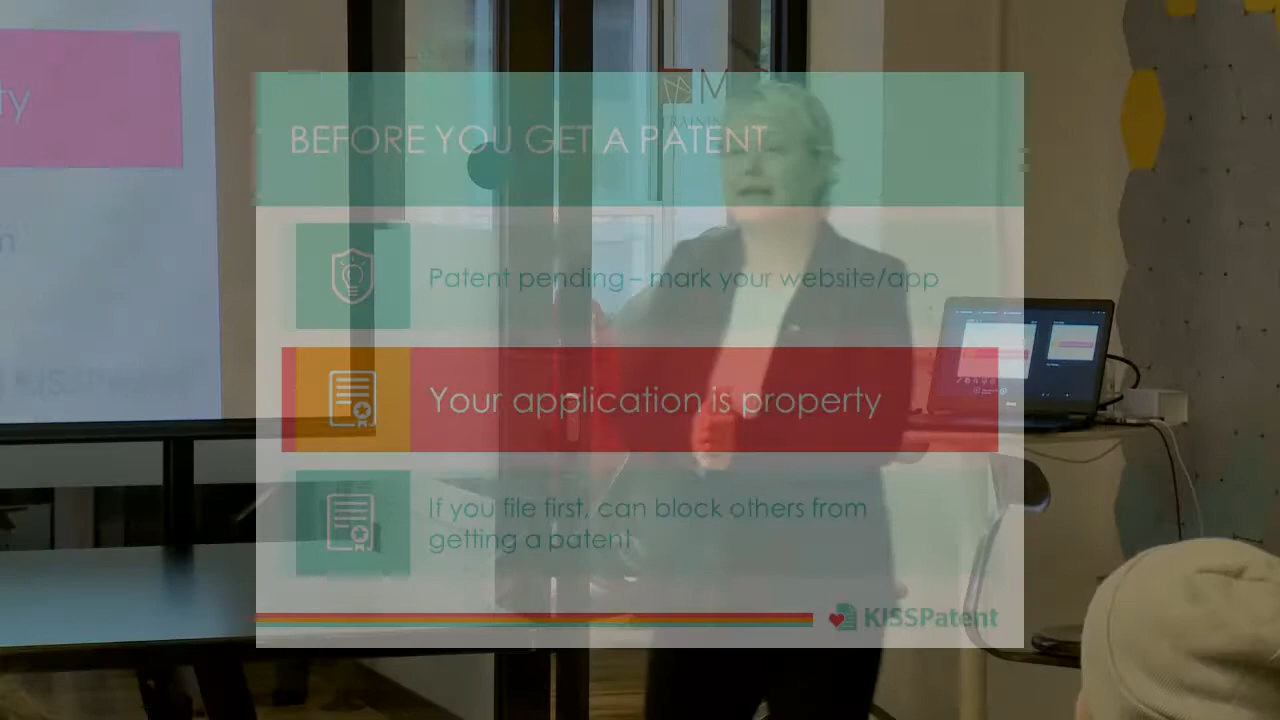 M
TRAINING
BEFORE YOU GET A PATENT
Patent pending – mark your website/app
Your application is property
If you file first, can block others from
getting a patent
KISSPatent